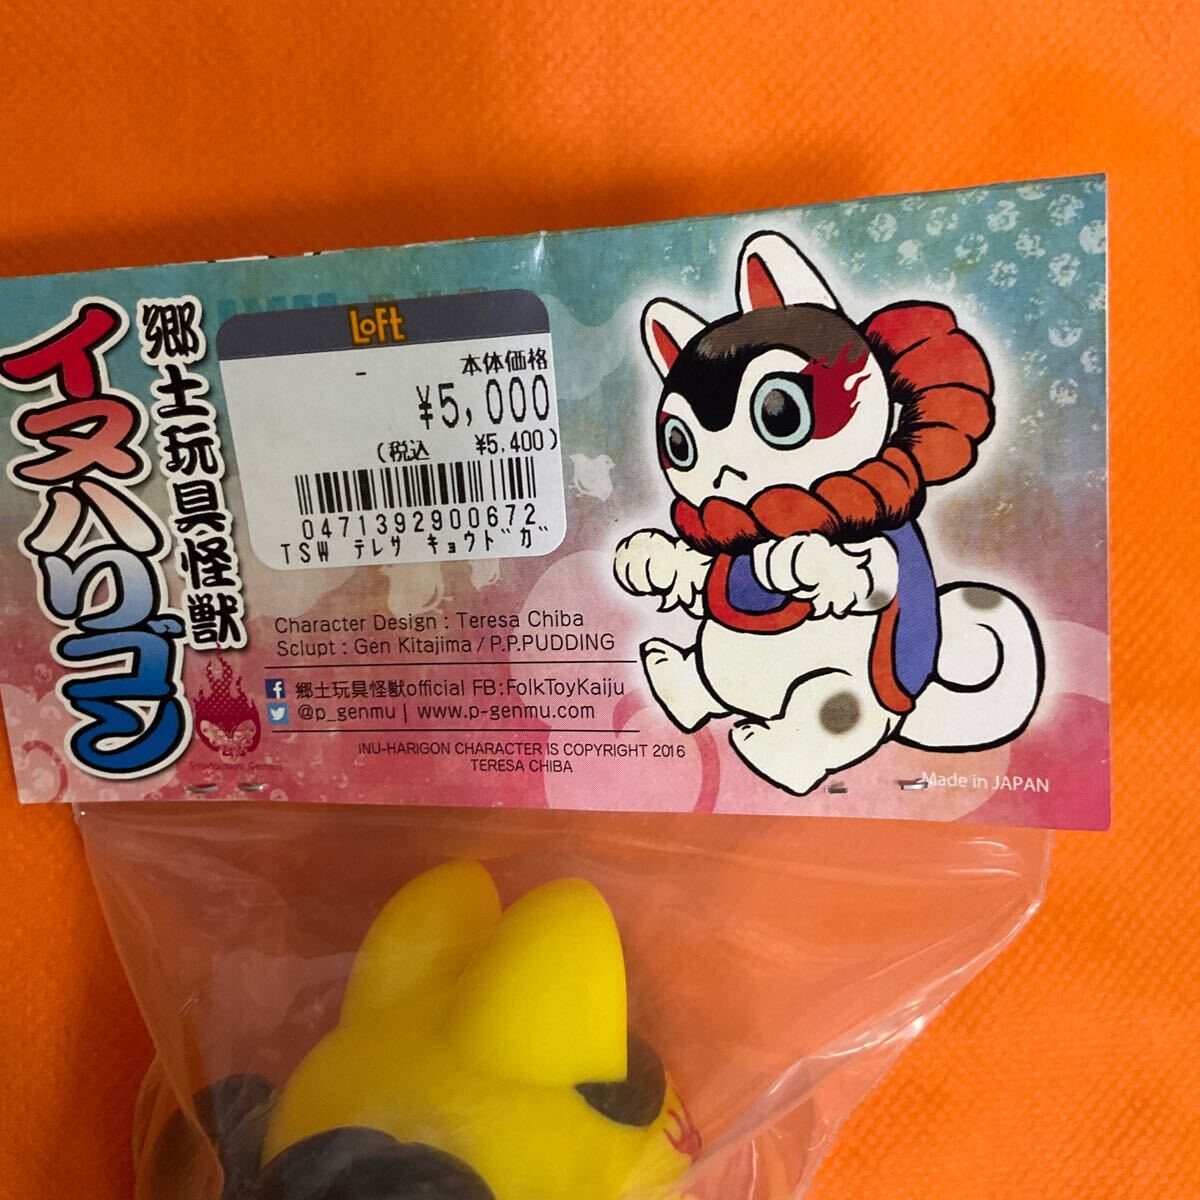 イヌハリゴン
郷土玩具怪獣
LoFt
本体価格
-
¥5,000
(税込 ¥5,400)
0471392900672
TSW テレサ キョウドガ
Character Design : Teresa Chiba
Sclupt : Gen Kitajima / P.P.PUDDING
郷土玩具怪獣official FB:FolkToyKaiju
@p_genmu | www.p-genmu.com
INU-HARIGON CHARACTER IS COPYRIGHT 2016
TERESA CHIBA
Production Genmu
Made in JAPAN